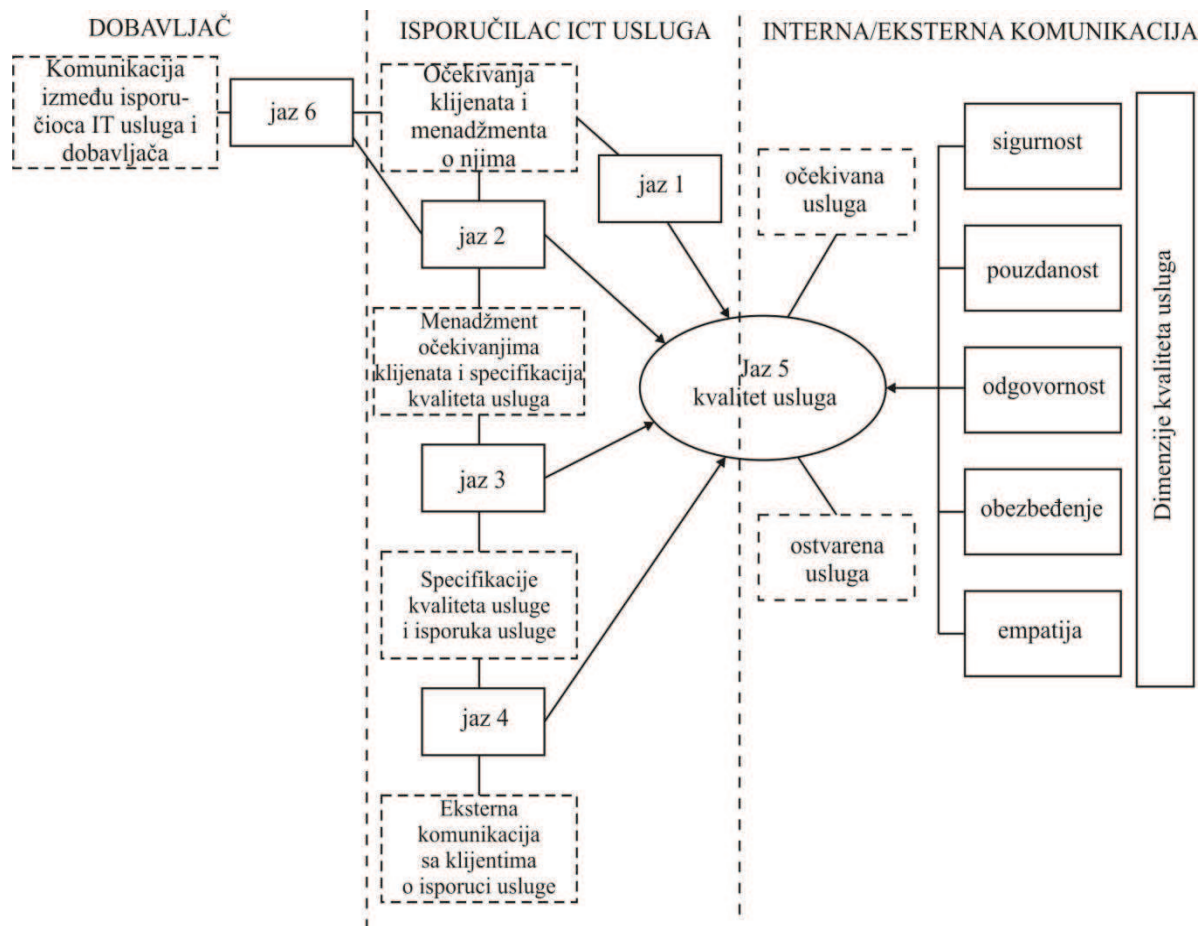 DOBAVLJAČ
ISPORUČILAC ICT USLUGA
INTERNA/EKSTERNA KOMUNIKACIJA
Komunikacija
između isporu-
čioca IT usluga i
dobavljača
jaz 6
Očekivanja
klijenata i
menadžmenta
o njima
jaz 1
jaz 2
Menadžment
očekivanjima
klijenata i specifikacija
kvaliteta usluga
jaz 3
Specifikacije
kvaliteta usluge
i isporuka usluge
jaz 4
Eksterna
komunikacija
sa klijentima
o isporuci usluge
očekivana
usluga
Jaz 5
kvalitet usluga
ostvarena
usluga
sigurnost
pouzdanost
odgovornost
obezbeđenje
empatija
Dimenzije kvaliteta usluga